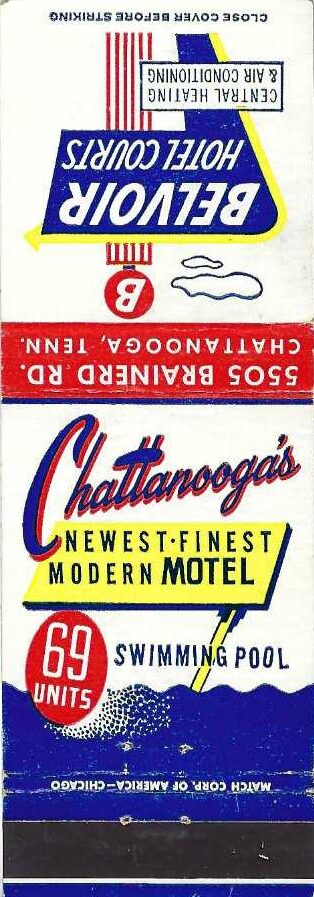 CLOSE COVER BEFORE STRIKING
CENTRAL HEATING
& AIR CONDITIONING
BELVOIR
HOTEL COURTS
B
5505 BRAINERD RD.
CHATTANOOGA, TENN.
Chattanooga's
NEWEST·FINEST
MODERN MOTEL
69
UNITS
SWIMMING POOL
MATCH CORP. OF AMERICA—CHICAGO